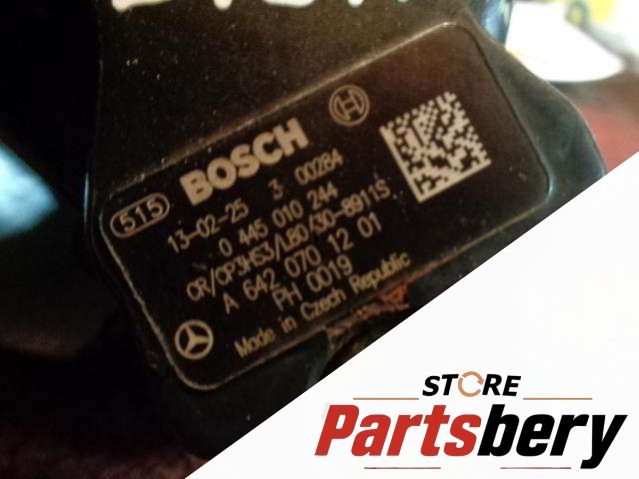 515 BOSCH
13-02-25 3 00284
0 445 010 244
CR/CP3HS3/L80/30-8911S
A 642 070 12 01
PH 0019
Made in Czech Republic
STORE
Partsbery